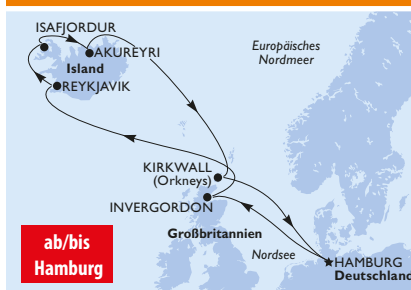 ISAFJORDUR
AKUREYRI
Island
REYKJAVIK
Europäisches
Nordmeer
KIRKWALL
(Orkneys)
INVERGORDON
Großbritannien
Nordsee
HAMBURG
Deutschland
ab/bis
Hamburg